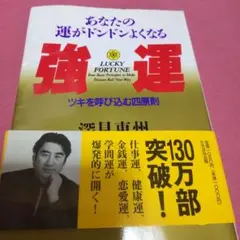 あなたの
運がドンドンよくなる
強運
LUCKY
FORTUNE
ツキを呼び込む四原則
深見東州
130万部
突破!
仕事運、健康運、
金銭運、恋愛運、
学問運が
爆発的に開く!